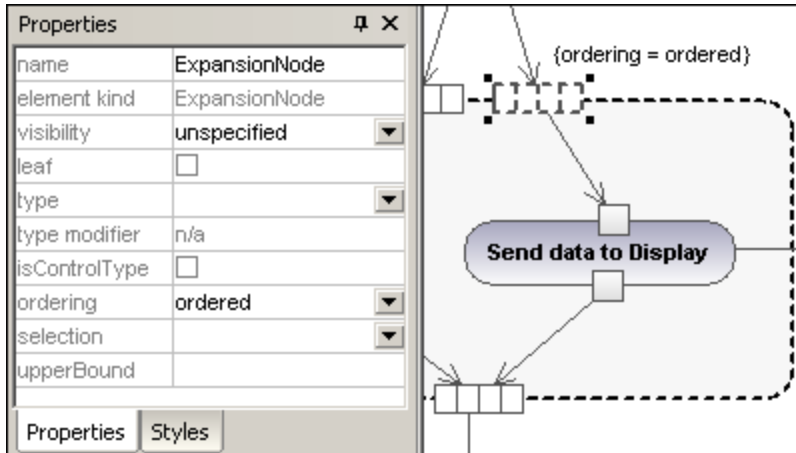 Properties
name ExpansionNode
element kind ExpansionNode
visibility unspecified
leaf
type
type modifier n/a
isControlType
ordering ordered
selection
upperBound
Properties Styles
{ordering = ordered}
Send data to Display